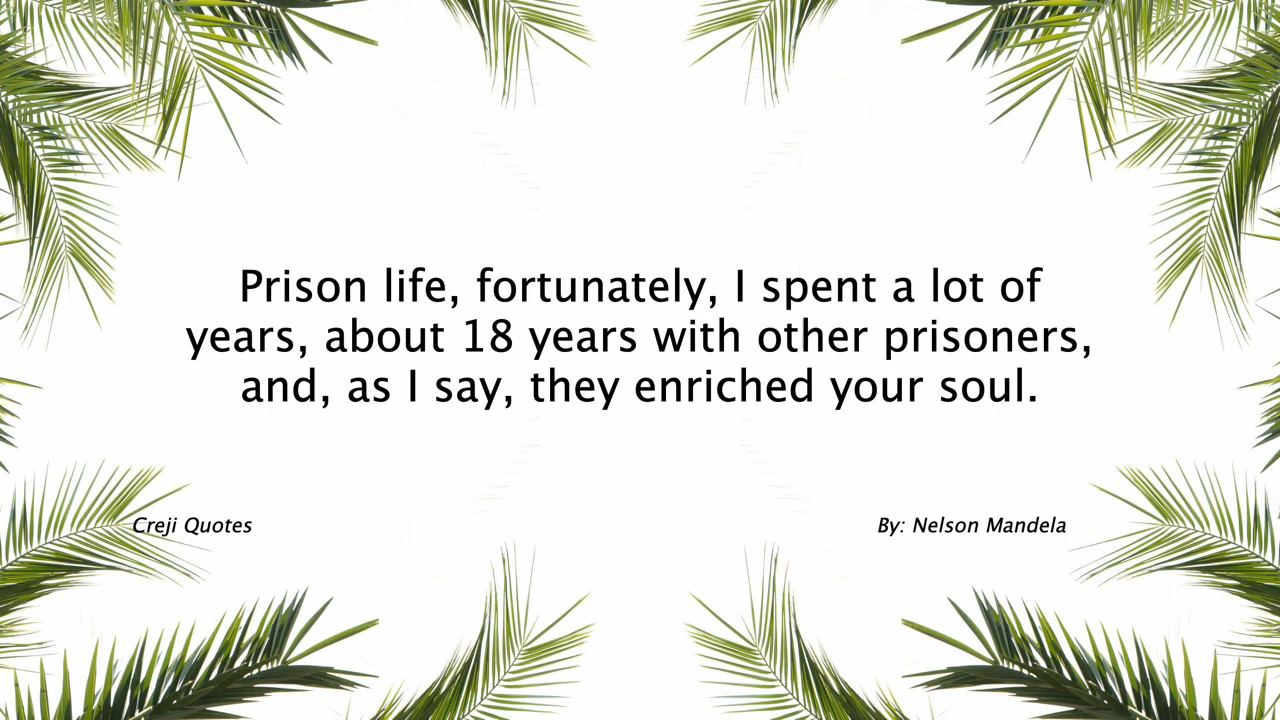 Prison life, fortunately, I spent a lot of
years, about 18 years with other prisoners,
and, as I say, they enriched your soul.
Creji Quotes
By: Nelson Mandela